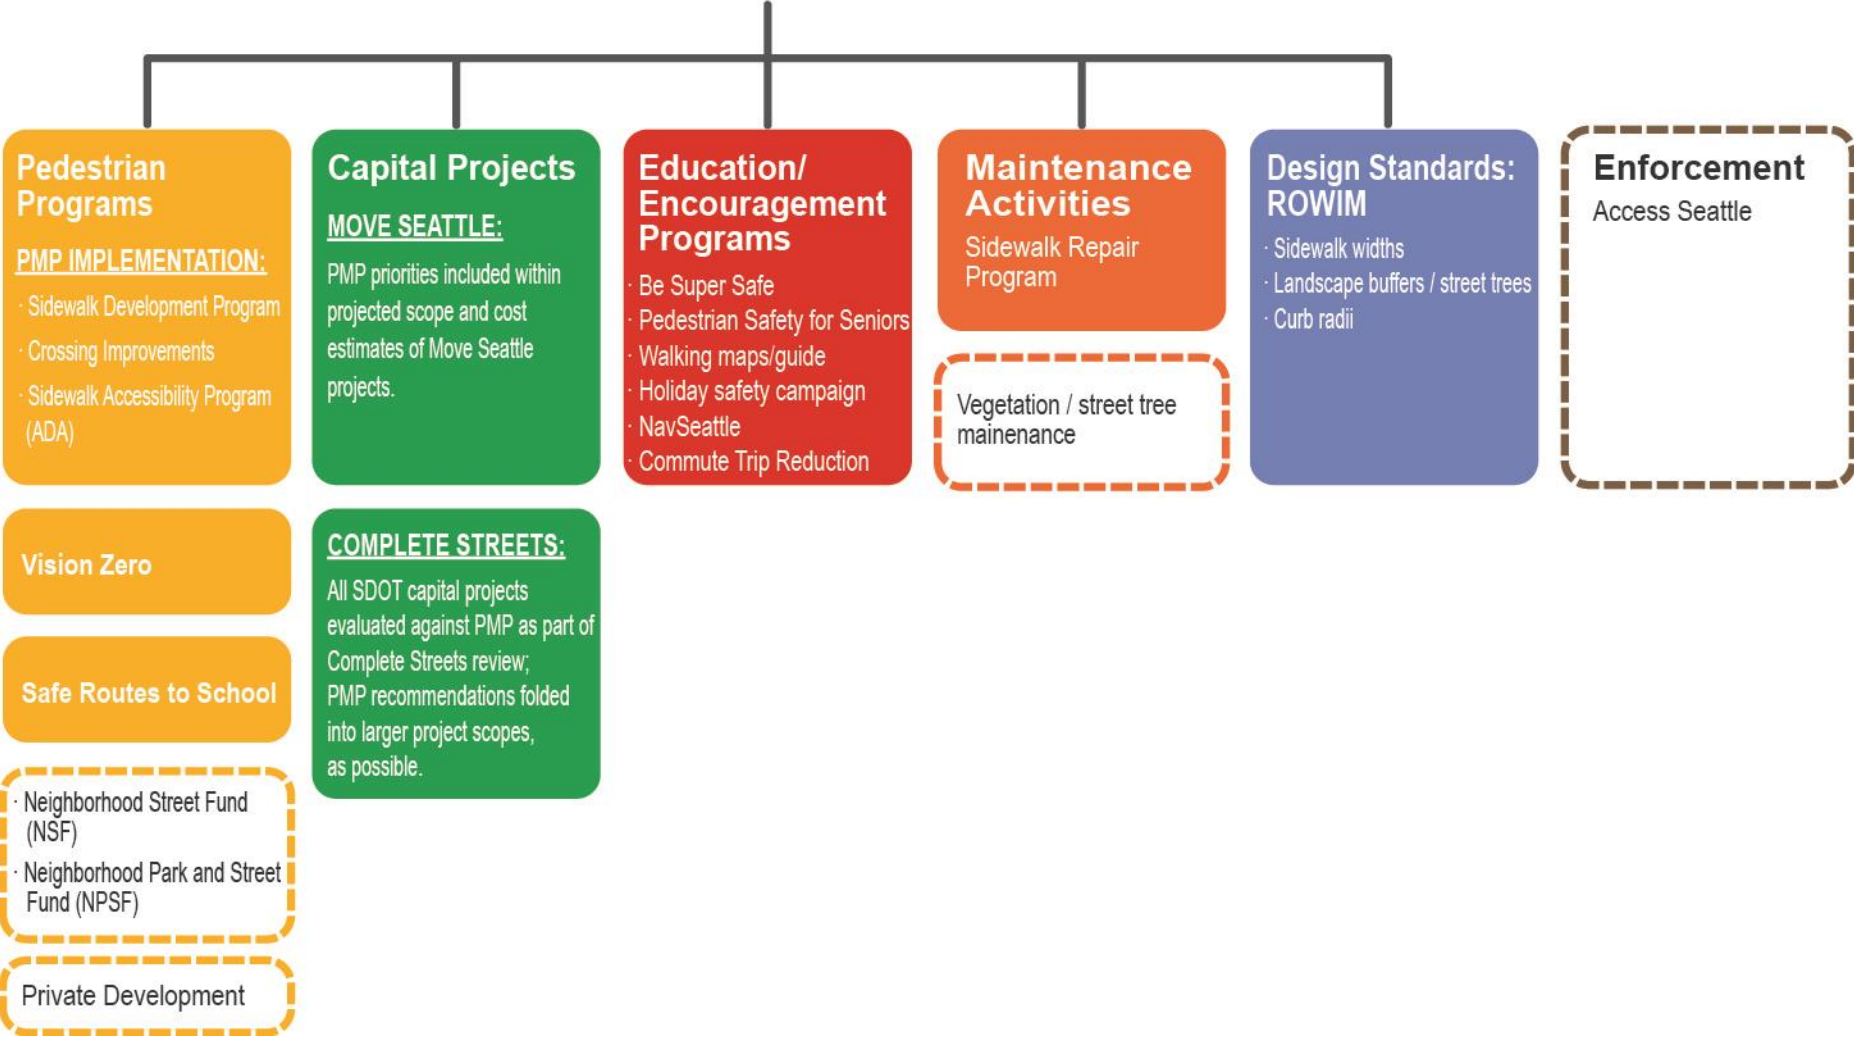 Pedestrian
Programs
PMP IMPLEMENTATION:
· Sidewalk Development Program
· Crossing Improvements
· Sidewalk Accessibility Program
(ADA)
Vision Zero
Safe Routes to School
· Neighborhood Street Fund
(NSF)
· Neighborhood Park and Street
Fund (NPSF)
Private Development
Capital Projects
MOVE SEATTLE:
PMP priorities included within
projected scope and cost
estimates of Move Seattle
projects.
COMPLETE STREETS:
All SDOT capital projects
evaluated against PMP as part of
Complete Streets review;
PMP recommendations folded
into larger project scopes,
as possible.
Education/
Encouragement
Programs
· Be Super Safe
· Pedestrian Safety for Seniors
· Walking maps/guide
· Holiday safety campaign
· NavSeattle
· Commute Trip Reduction
Maintenance
Activities
Sidewalk Repair
Program
Vegetation / street tree
mainenance
Design Standards:
ROWIM
· Sidewalk widths
· Landscape buffers / street trees
· Curb radii
Enforcement
Access Seattle